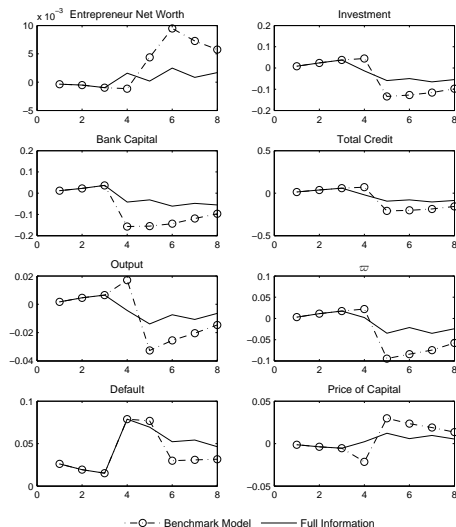 x 10⁻³ Entrepreneur Net Worth
10
5
0
−5
0 2 4 6 8
Investment
0.2
0.1
0
−0.1
−0.2
0 2 4 6 8
Bank Capital
0.2
0.1
0
−0.1
−0.2
0 2 4 6 8
Total Credit
0.5
0
−0.5
0 2 4 6 8
Output
0.02
0
−0.02
−0.04
0 2 4 6 8
ϖ
0.1
0.05
0
−0.05
−0.1
0 2 4 6 8
Default
0.1
0.05
0
0 2 4 6 8
Price of Capital
0.05
0
−0.05
0 2 4 6 8
Benchmark Model Full Information